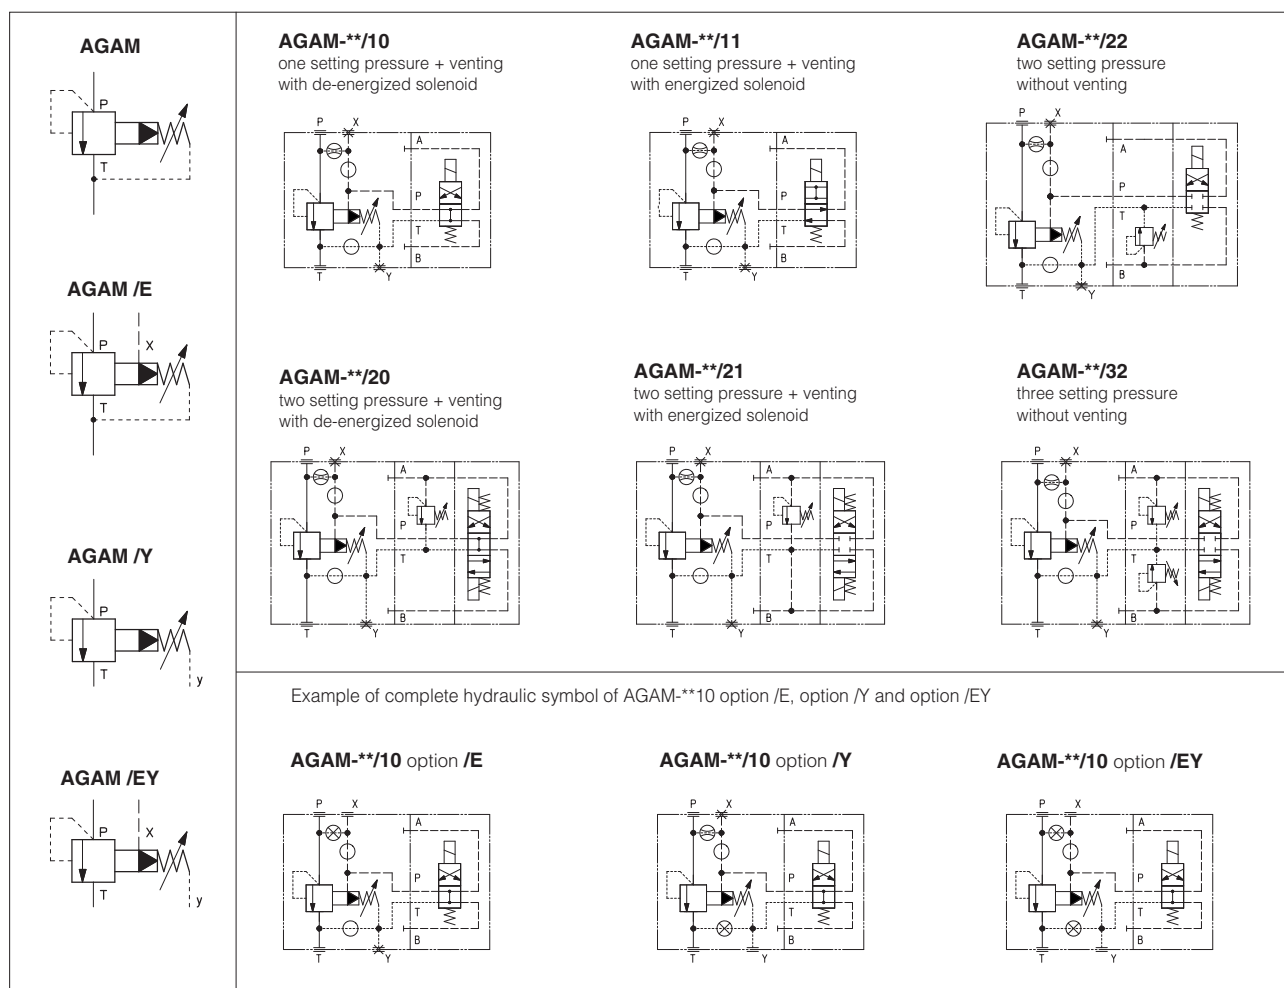 AGAM
P
T
AGAM /E
P
X
T
AGAM /Y
P
T
y
AGAM /EY
P
X
T
y
AGAM-**/10
one setting pressure + venting
with de-energized solenoid
P
X
A
P
T
B
T
Y
AGAM-**/11
one setting pressure + venting
with energized solenoid
P
X
A
P
T
B
T
Y
AGAM-**/22
two setting pressure
without venting
P
X
A
P
T
B
T
Y
AGAM-**/20
two setting pressure + venting
with de-energized solenoid
P
X
A
P
T
B
T
Y
AGAM-**/21
two setting pressure + venting
with energized solenoid
P
X
A
P
T
B
T
Y
AGAM-**/32
three setting pressure
without venting
P
X
A
P
T
B
T
Y
Example of complete hydraulic symbol of AGAM-**10 option /E, option /Y and option /EY
AGAM-**/10 option /E
P
X
A
P
T
B
T
Y
AGAM-**/10 option /Y
P
X
A
P
T
B
T
Y
AGAM-**/10 option /EY
P
X
A
P
T
B
T
Y